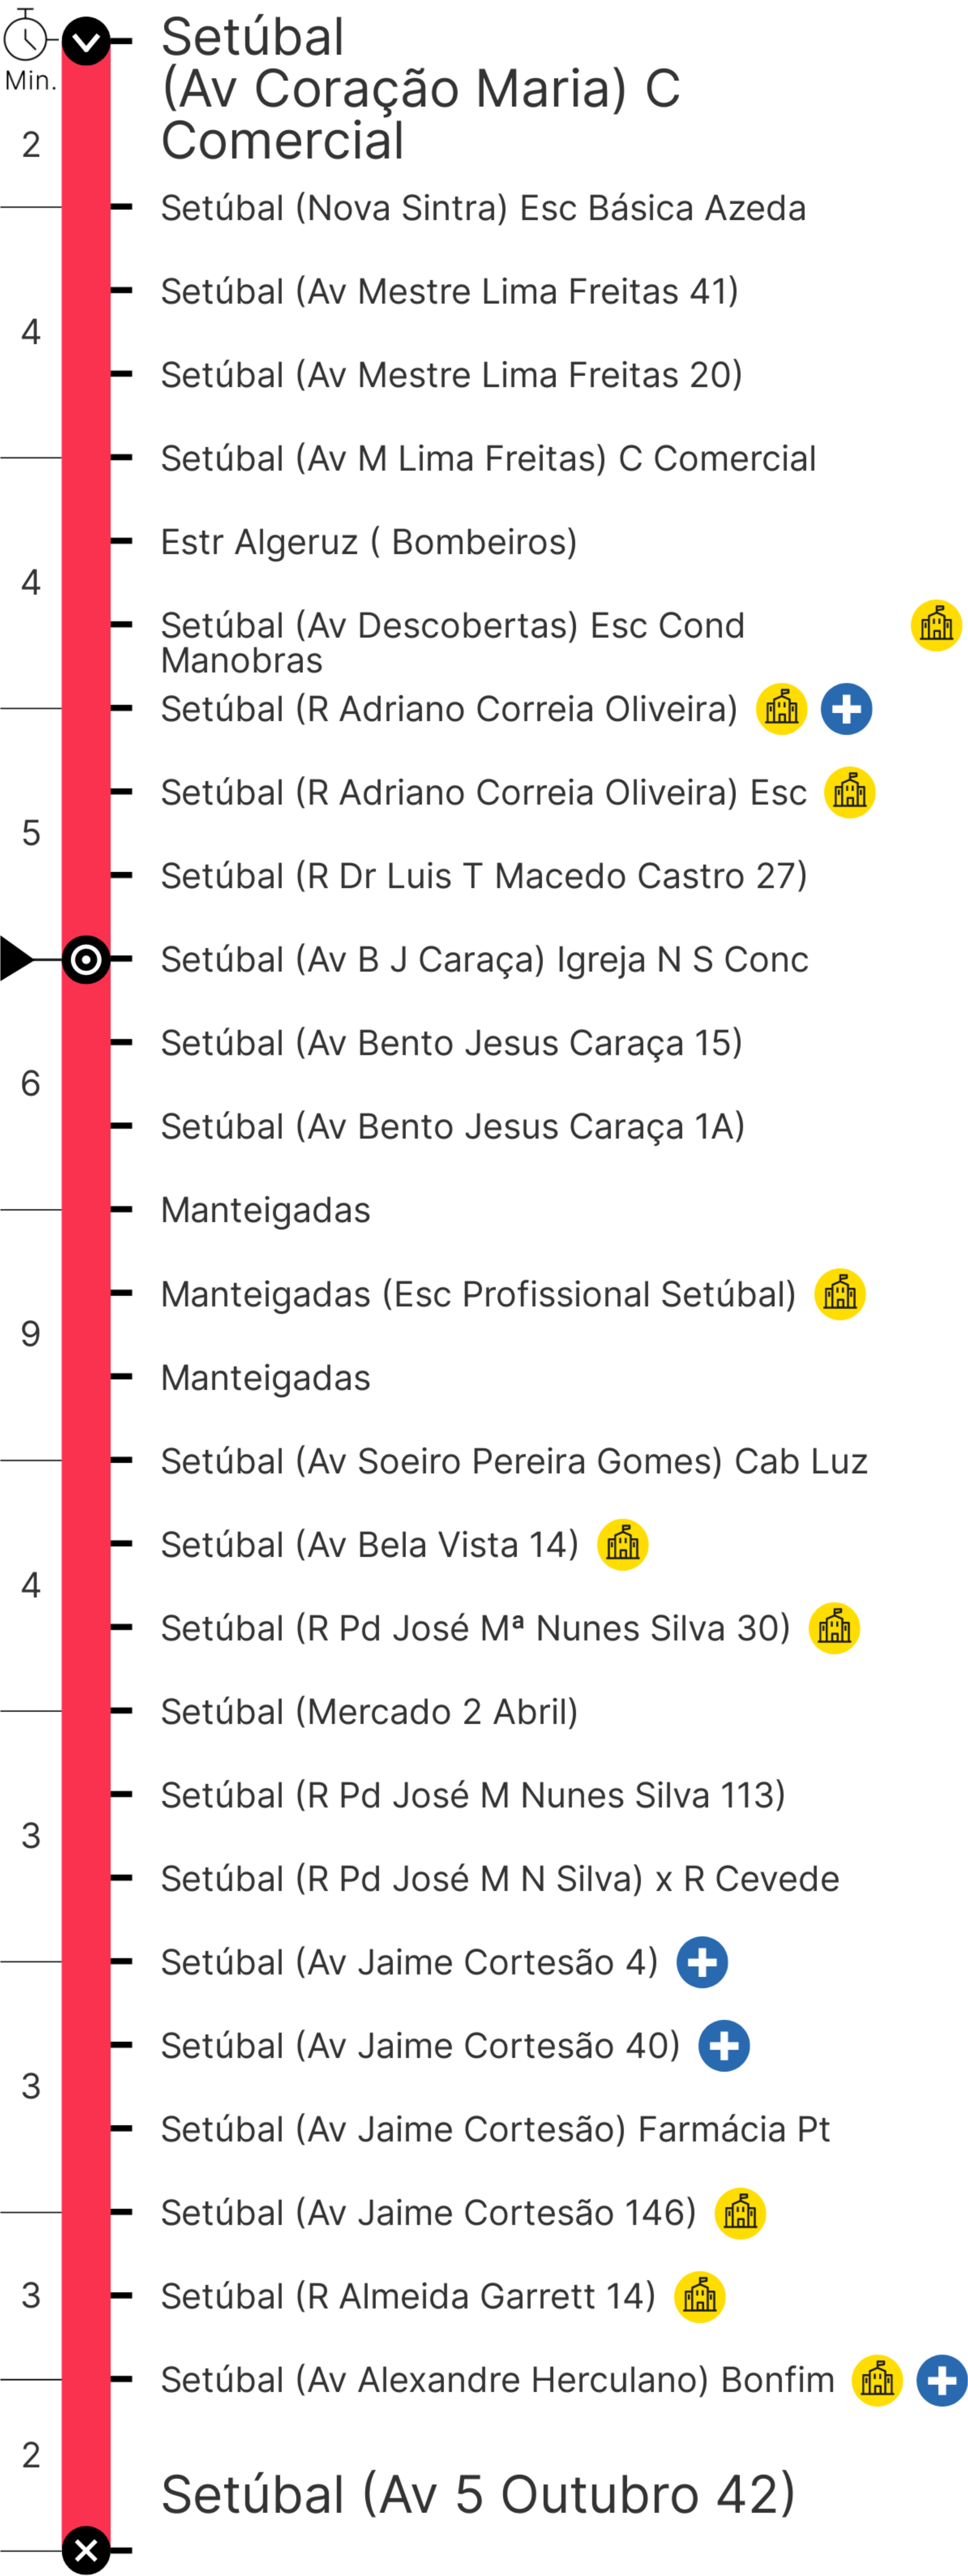 Setúbal
(Av Coração Maria) C
Comercial
Min.
2
Setúbal (Nova Sintra) Esc Básica Azeda
Setúbal (Av Mestre Lima Freitas 41)
4
Setúbal (Av Mestre Lima Freitas 20)
Setúbal (Av M Lima Freitas) C Comercial
Estr Algeruz ( Bombeiros)
4
Setúbal (Av Descobertas) Esc Cond
Manobras
Setúbal (R Adriano Correia Oliveira)
Setúbal (R Adriano Correia Oliveira) Esc
5
Setúbal (R Dr Luis T Macedo Castro 27)
Setúbal (Av B J Caraça) Igreja N S Conc
Setúbal (Av Bento Jesus Caraça 15)
6
Setúbal (Av Bento Jesus Caraça 1A)
Manteigadas
Manteigadas (Esc Profissional Setúbal)
9
Manteigadas
Setúbal (Av Soeiro Pereira Gomes) Cab Luz
Setúbal (Av Bela Vista 14)
4
Setúbal (R Pd José Mª Nunes Silva 30)
Setúbal (Mercado 2 Abril)
Setúbal (R Pd José M Nunes Silva 113)
3
Setúbal (R Pd José M N Silva) x R Cevede
Setúbal (Av Jaime Cortesão 4)
Setúbal (Av Jaime Cortesão 40)
3
Setúbal (Av Jaime Cortesão) Farmácia Pt
Setúbal (Av Jaime Cortesão 146)
3
Setúbal (R Almeida Garrett 14)
Setúbal (Av Alexandre Herculano) Bonfim
2
Setúbal (Av 5 Outubro 42)